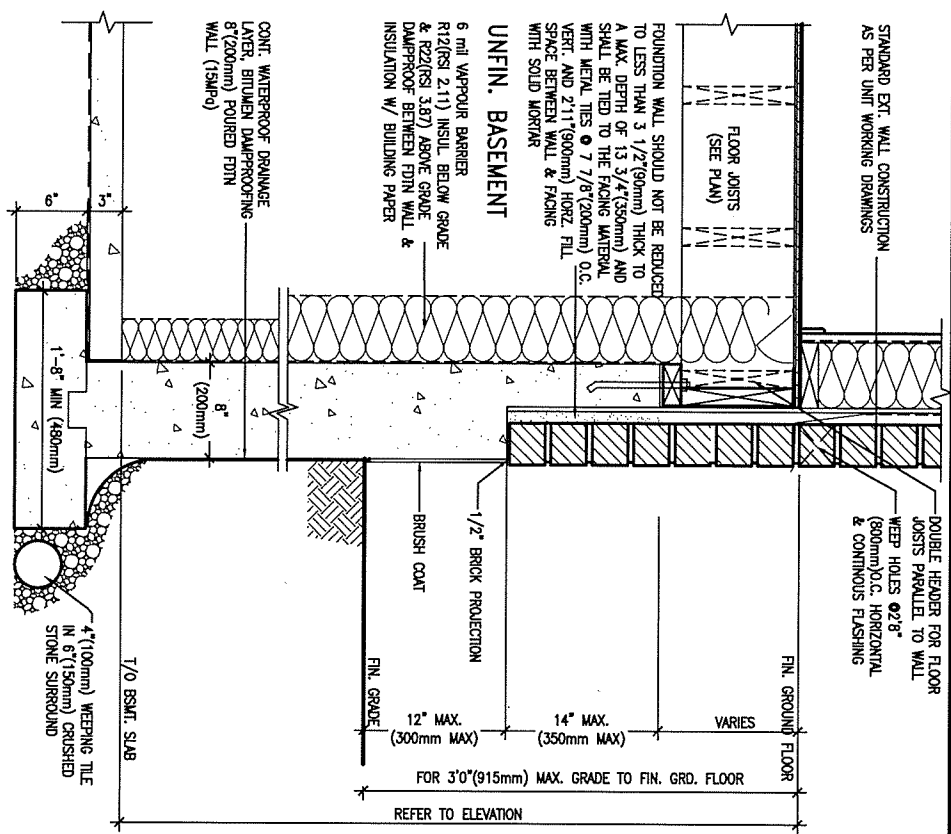 STANDARD EXT. WALL CONSTRUCTION
AS PER UNIT WORKING DRAWINGS
FLOOR JOISTS
(SEE PLAN)
FOUNDTION WALL SHOULD NOT BE REDUCED
TO LESS THAN 3 1/2"(90mm) THICK TO
A MAX. DEPTH OF 13 3/4"(350mm) AND
SHALL BE TIED TO THE FACING MATERIAL
WITH METAL TIES @ 7 7/8"(200mm) O.C.
VERT. AND 2'11"(900mm) HORZ. FILL
SPACE BETWEEN WALL & FACING
WITH SOLID MORTAR
UNFIN. BASEMENT
6 mil VAPPOUR BARRIER
R12(RSI 2.11) INSUL BELOW GRADE
& R22(RSI 3.87) ABOVE GRADE
DAMPPROOF BETWEEN FDTN WALL &
INSULATION W/ BUILDING PAPER
CONT. WATERPROOF DRAINAGE
LAYER, BITUMEN DAMPPROOFING
8"(200mm) POURED FDTN
WALL (15MPa)
3"
6"
8"
(200mm)
1'-8" MIN (480mm)
DOUBLE HEADER FOR FLOOR
JOISTS PARALLEL TO WALL
WEEP HOLES @2'8"
(800mm)O.C. HORIZONTAL
& CONTINOUS FLASHING
1/2" BRICK PROJECTION
BRUSH COAT
4"(100mm) WEEPING TILE
IN 6"(150mm) CRUSHED
STONE SURROUND
FIN. GROUND FLOOR
FIN. GRADE
T/O BSMT. SLAB
VARIES
14" MAX.
(350mm MAX)
12" MAX.
(300mm MAX)
FOR 3'0"(915mm) MAX. GRADE TO FIN. GRD. FLOOR
REFER TO ELEVATION